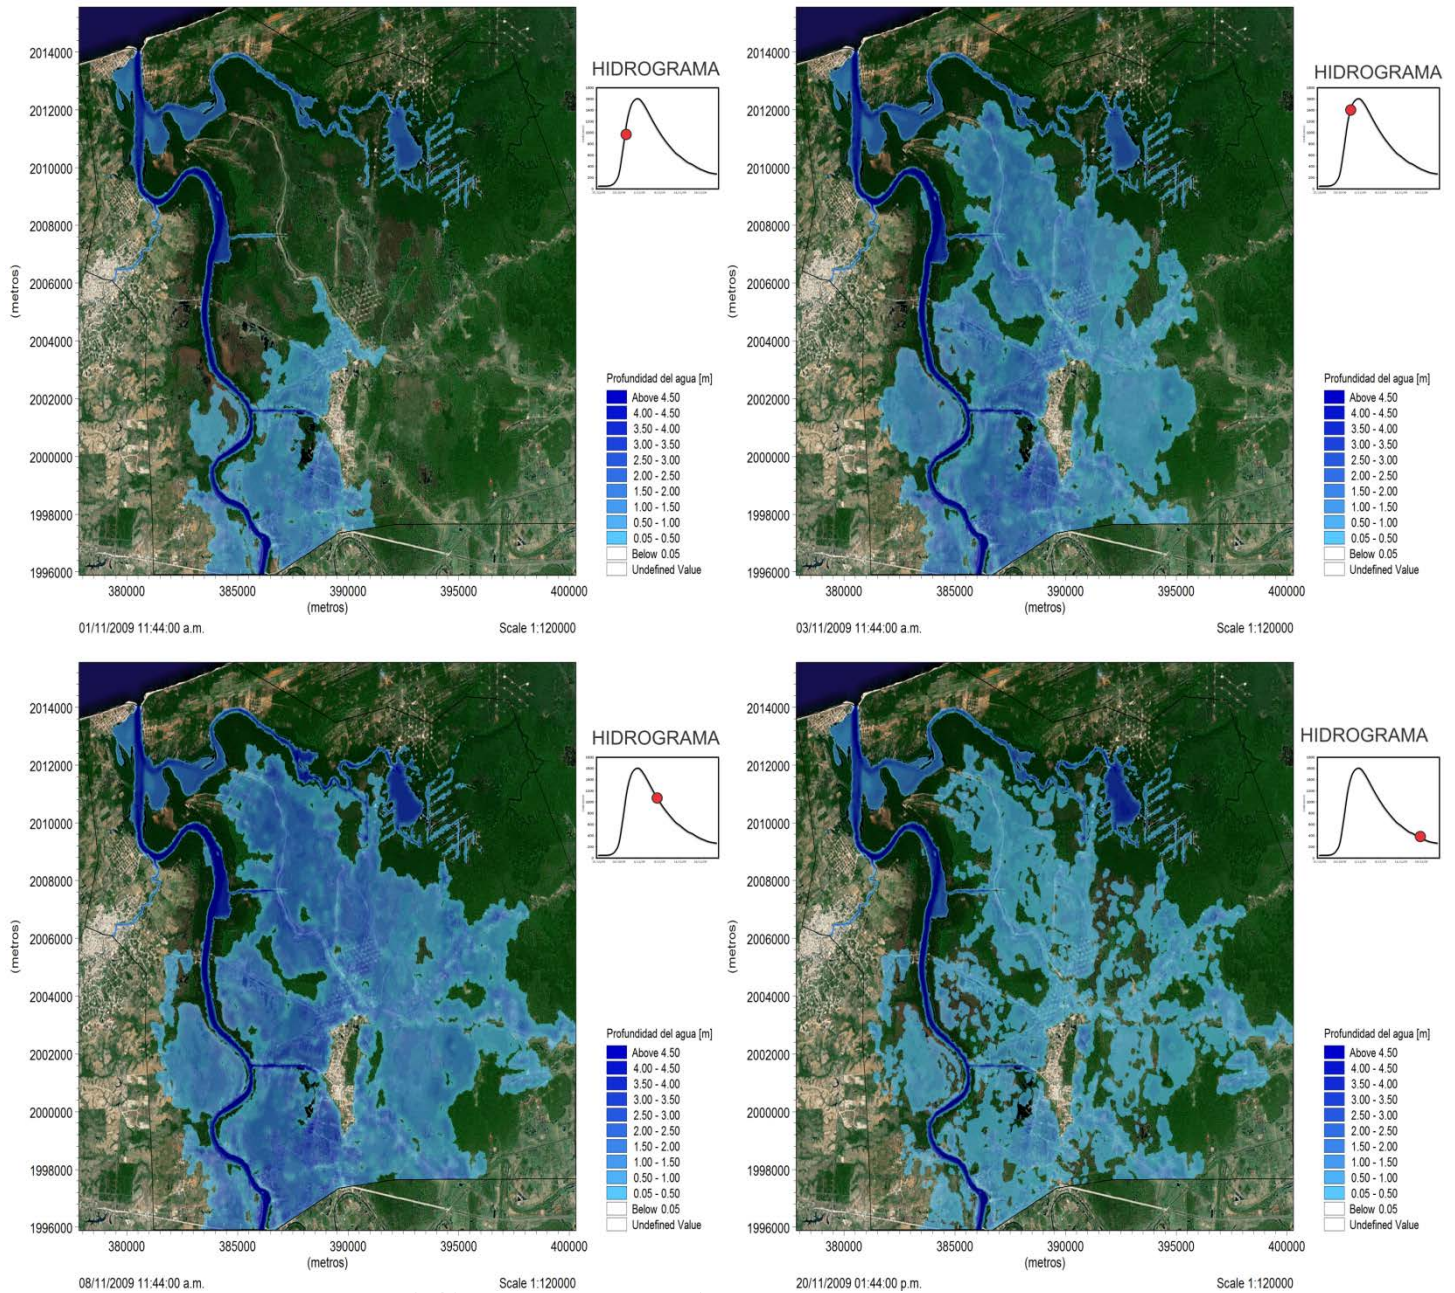 HIDROGRAMA
2014000
2012000
2010000
2008000
2006000
2004000
2002000
2000000
1998000
1996000
(metros)
380000 385000 390000 395000 400000
(metros)
01/11/2009 11:44:00 a.m. Scale 1:120000
Profundidad del agua [m]
Above 4.50
4.00 - 4.50
3.50 - 4.00
3.00 - 3.50
2.50 - 3.00
2.00 - 2.50
1.50 - 2.00
1.00 - 1.50
0.50 - 1.00
0.05 - 0.50
Below 0.05
Undefined Value
HIDROGRAMA
2014000
2012000
2010000
2008000
2006000
2004000
2002000
2000000
1998000
1996000
(metros)
380000 385000 390000 395000 400000
(metros)
03/11/2009 11:44:00 a.m. Scale 1:120000
Profundidad del agua [m]
Above 4.50
4.00 - 4.50
3.50 - 4.00
3.00 - 3.50
2.50 - 3.00
2.00 - 2.50
1.50 - 2.00
1.00 - 1.50
0.50 - 1.00
0.05 - 0.50
Below 0.05
Undefined Value
HIDROGRAMA
2014000
2012000
2010000
2008000
2006000
2004000
2002000
2000000
1998000
1996000
(metros)
380000 385000 390000 395000 400000
(metros)
08/11/2009 11:44:00 a.m. Scale 1:120000
Profundidad del agua [m]
Above 4.50
4.00 - 4.50
3.50 - 4.00
3.00 - 3.50
2.50 - 3.00
2.00 - 2.50
1.50 - 2.00
1.00 - 1.50
0.50 - 1.00
0.05 - 0.50
Below 0.05
Undefined Value
HIDROGRAMA
2014000
2012000
2010000
2008000
2006000
2004000
2002000
2000000
1998000
1996000
(metros)
380000 385000 390000 395000 400000
(metros)
20/11/2009 01:44:00 p.m. Scale 1:120000
Profundidad del agua [m]
Above 4.50
4.00 - 4.50
3.50 - 4.00
3.00 - 3.50
2.50 - 3.00
2.00 - 2.50
1.50 - 2.00
1.00 - 1.50
0.50 - 1.00
0.05 - 0.50
Below 0.05
Undefined Value